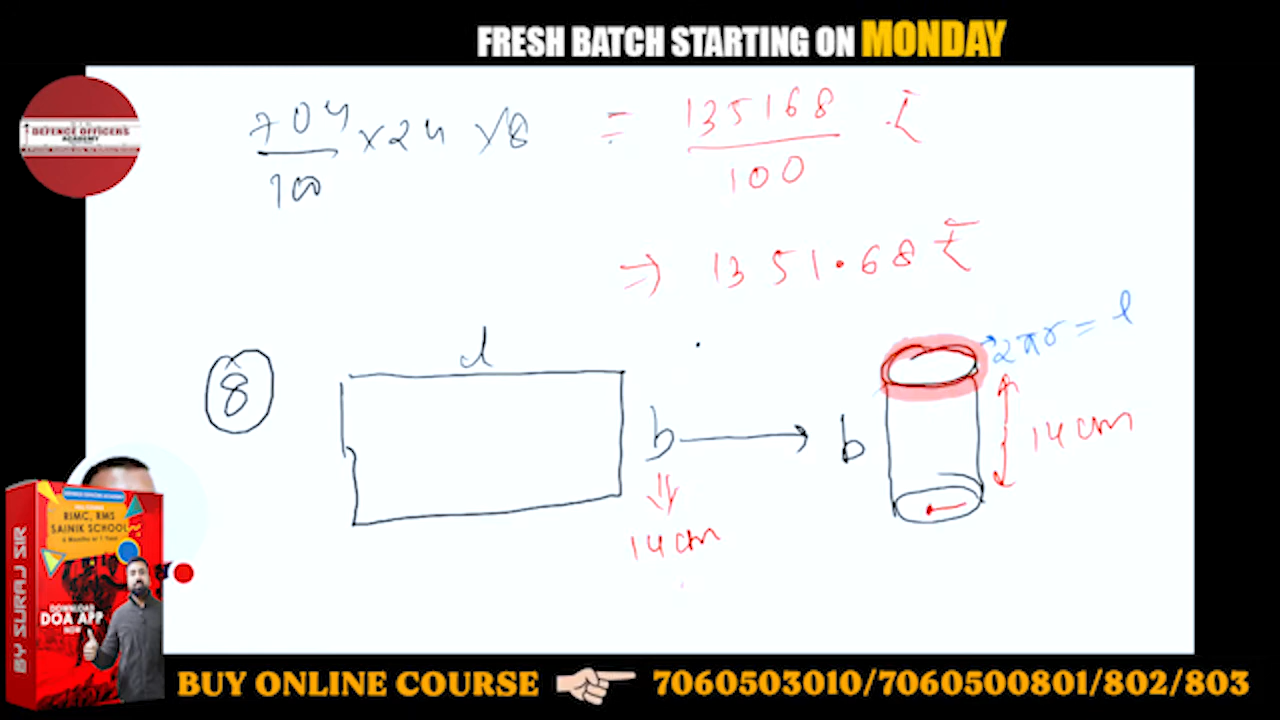 FRESH BATCH STARTING ON MONDAY
DEFENCE OFFICERS
ACADEMY
704/100 × 24 × 8 = 135168/100 ₹
⇒ 1351.68 ₹
8
l
b → b
2πr = l
14 cm
14 cm
BY SURAJ SIR
RIMC, RMS
SAINIK SCHOOL
DOWNLOAD
DOA APP
NOW
BUY ONLINE COURSE 7060503010/7060500801/802/803